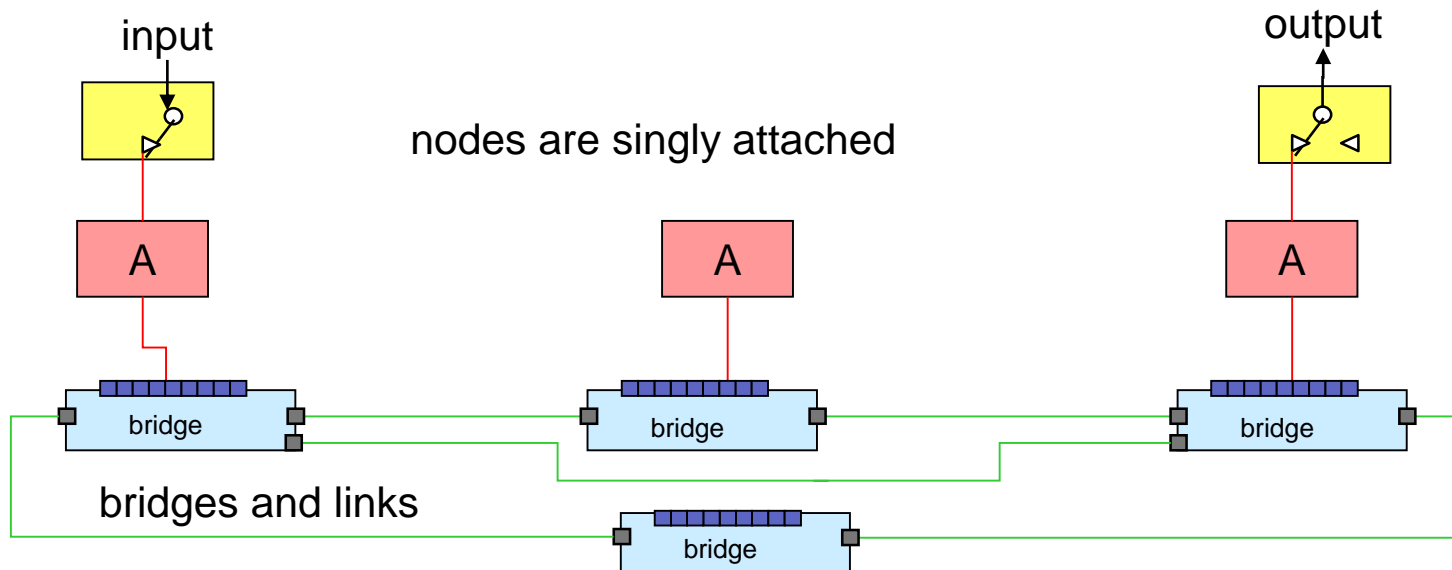 input
output
nodes are singly attached
A
A
A
bridge
bridge
bridge
bridges and links
bridge